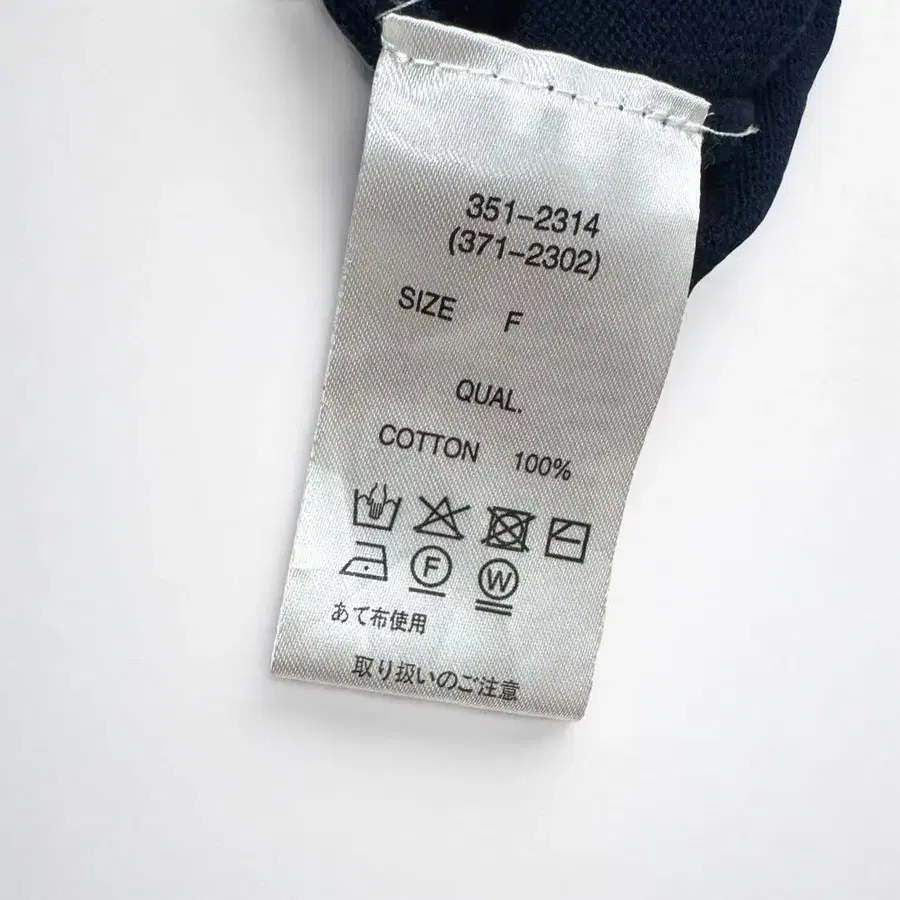 351-2314
(371-2302)
SIZE F
QUAL.
COTTON 100%
F W
あて布使用
取り扱いのご注意